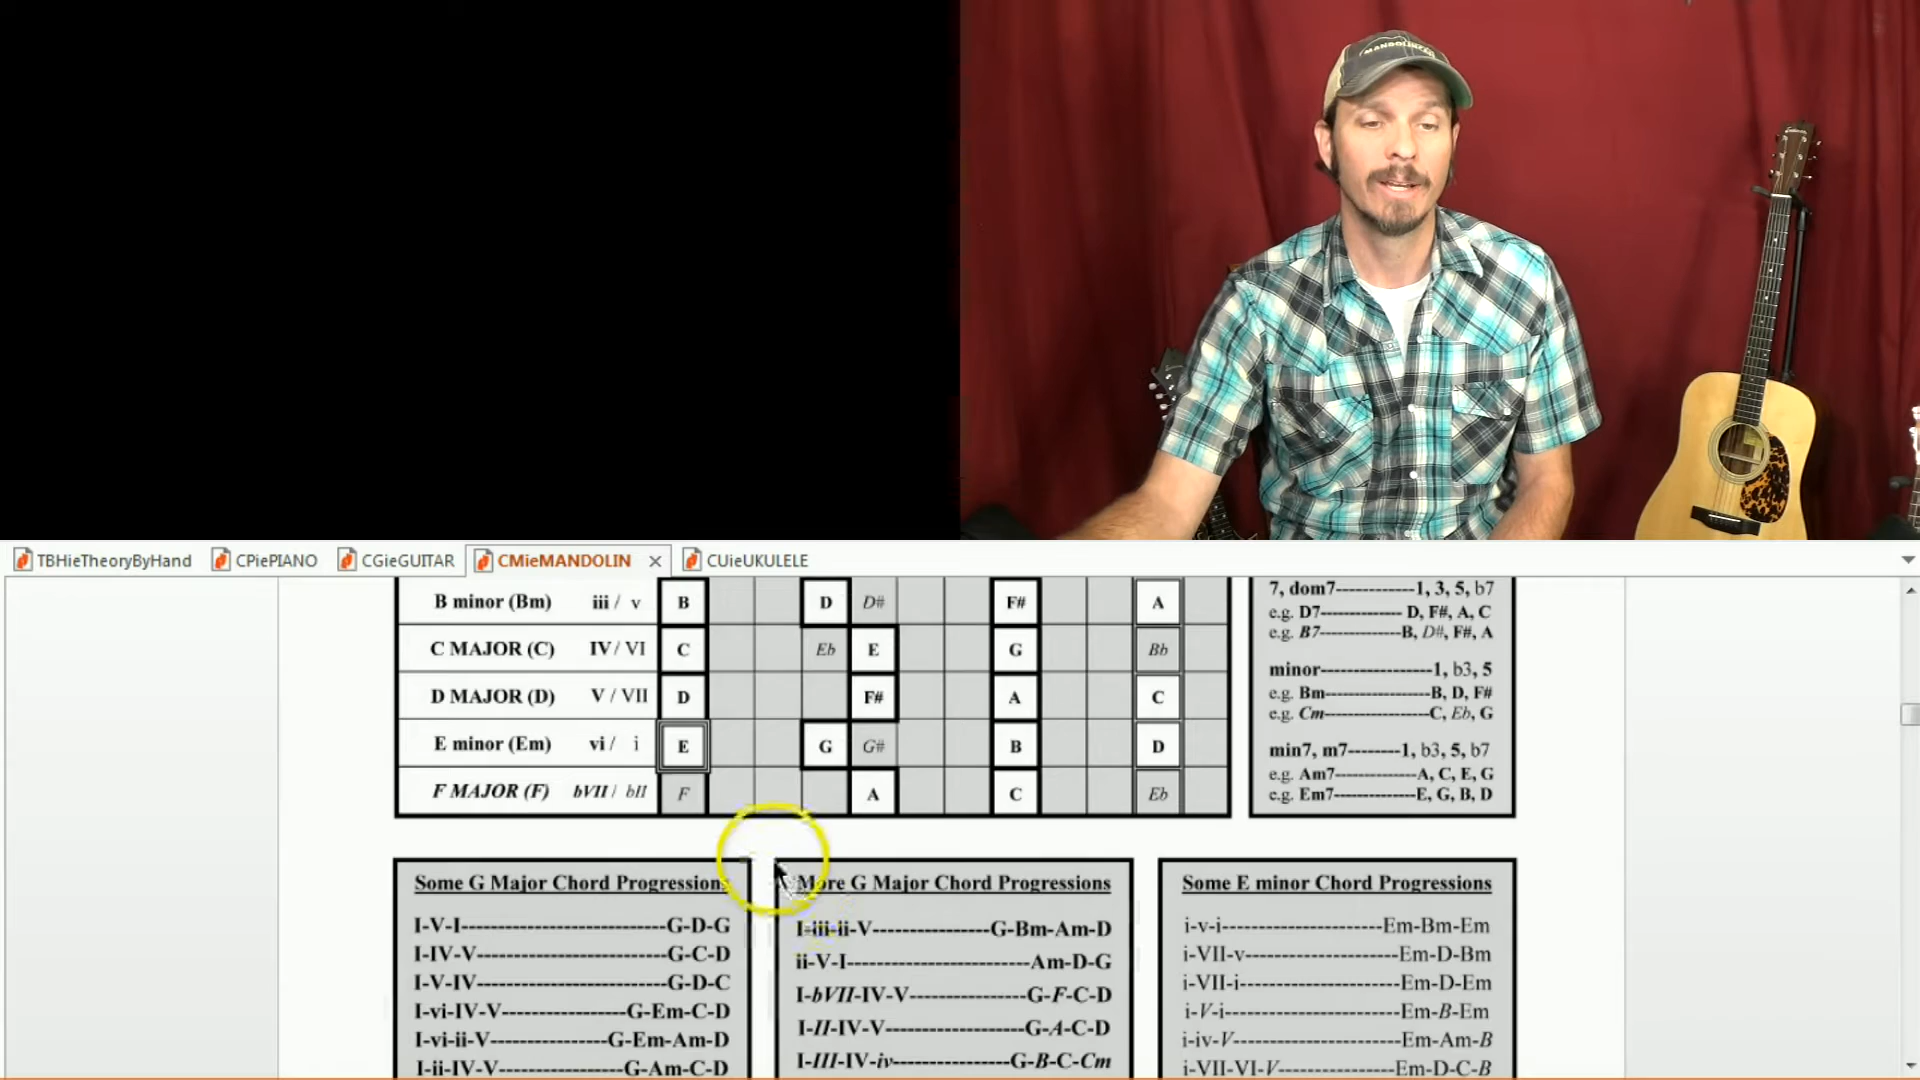 MANDOLIN
TBHieTheoryByHand
CPiePIANO
CGieGUITAR
CMieMANDOLIN
CUieUKULELE
B minor (Bm) iii / v B D D# F# A
C MAJOR (C) IV / VI C Eb E G Bb
D MAJOR (D) V / VII D F# A C
E minor (Em) vi / i E G G# B D
F MAJOR (F) bVII / bII F A C Eb
7, dom7------------1, 3, 5, b7
e.g. D7------------- D, F#, A, C
e.g. B7---------------B, D#, F#, A
minor------------------1, b3, 5
e.g. Bm-----------------B, D, F#
e.g. Cm------------------C, Eb, G
min7, m7--------1, b3, 5, b7
e.g. Am7--------------A, C, E, G
e.g. Em7--------------E, G, B, D
Some G Major Chord Progressions
I-V-I-----------------------------G-D-G
I-IV-V---------------------------G-C-D
I-V-IV---------------------------G-D-C
I-vi-IV-V------------------G-Em-C-D
I-vi-ii-V-----------------G-Em-Am-D
I-ii-IV-V------------------G-Am-C-D
More G Major Chord Progressions
I-iii-ii-V-----------------G-Bm-Am-D
ii-V-I--------------------------Am-D-G
I-bVII-IV-V-----------------G-F-C-D
I-II-IV-V---------------------G-A-C-D
I-III-IV-iv------------------G-B-C-Cm
Some E minor Chord Progressions
i-v-i------------------------Em-Bm-Em
i-VII-v-----------------------Em-D-Bm
i-VII-i------------------------Em-D-Em
i-V-i---------------------------Em-B-Em
i-iv-V-------------------------Em-Am-B
i-VII-VI-V-----------------Em-D-C-B